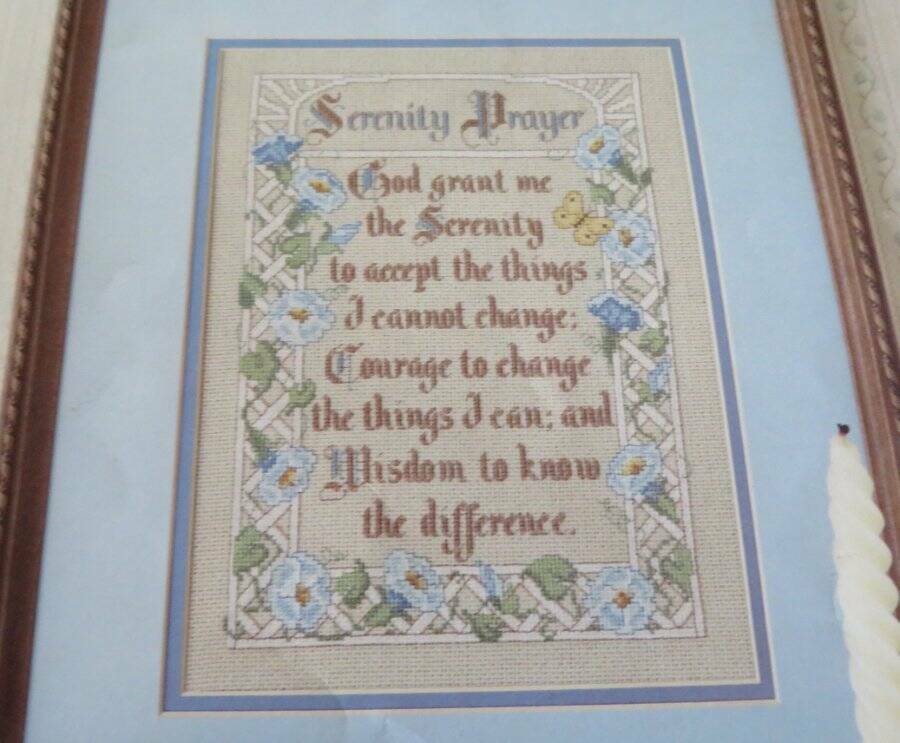 Serenity Prayer
God grant me
the Serenity
to accept the things
I cannot change;
Courage to change
the things I can; and
Wisdom to know
the difference.